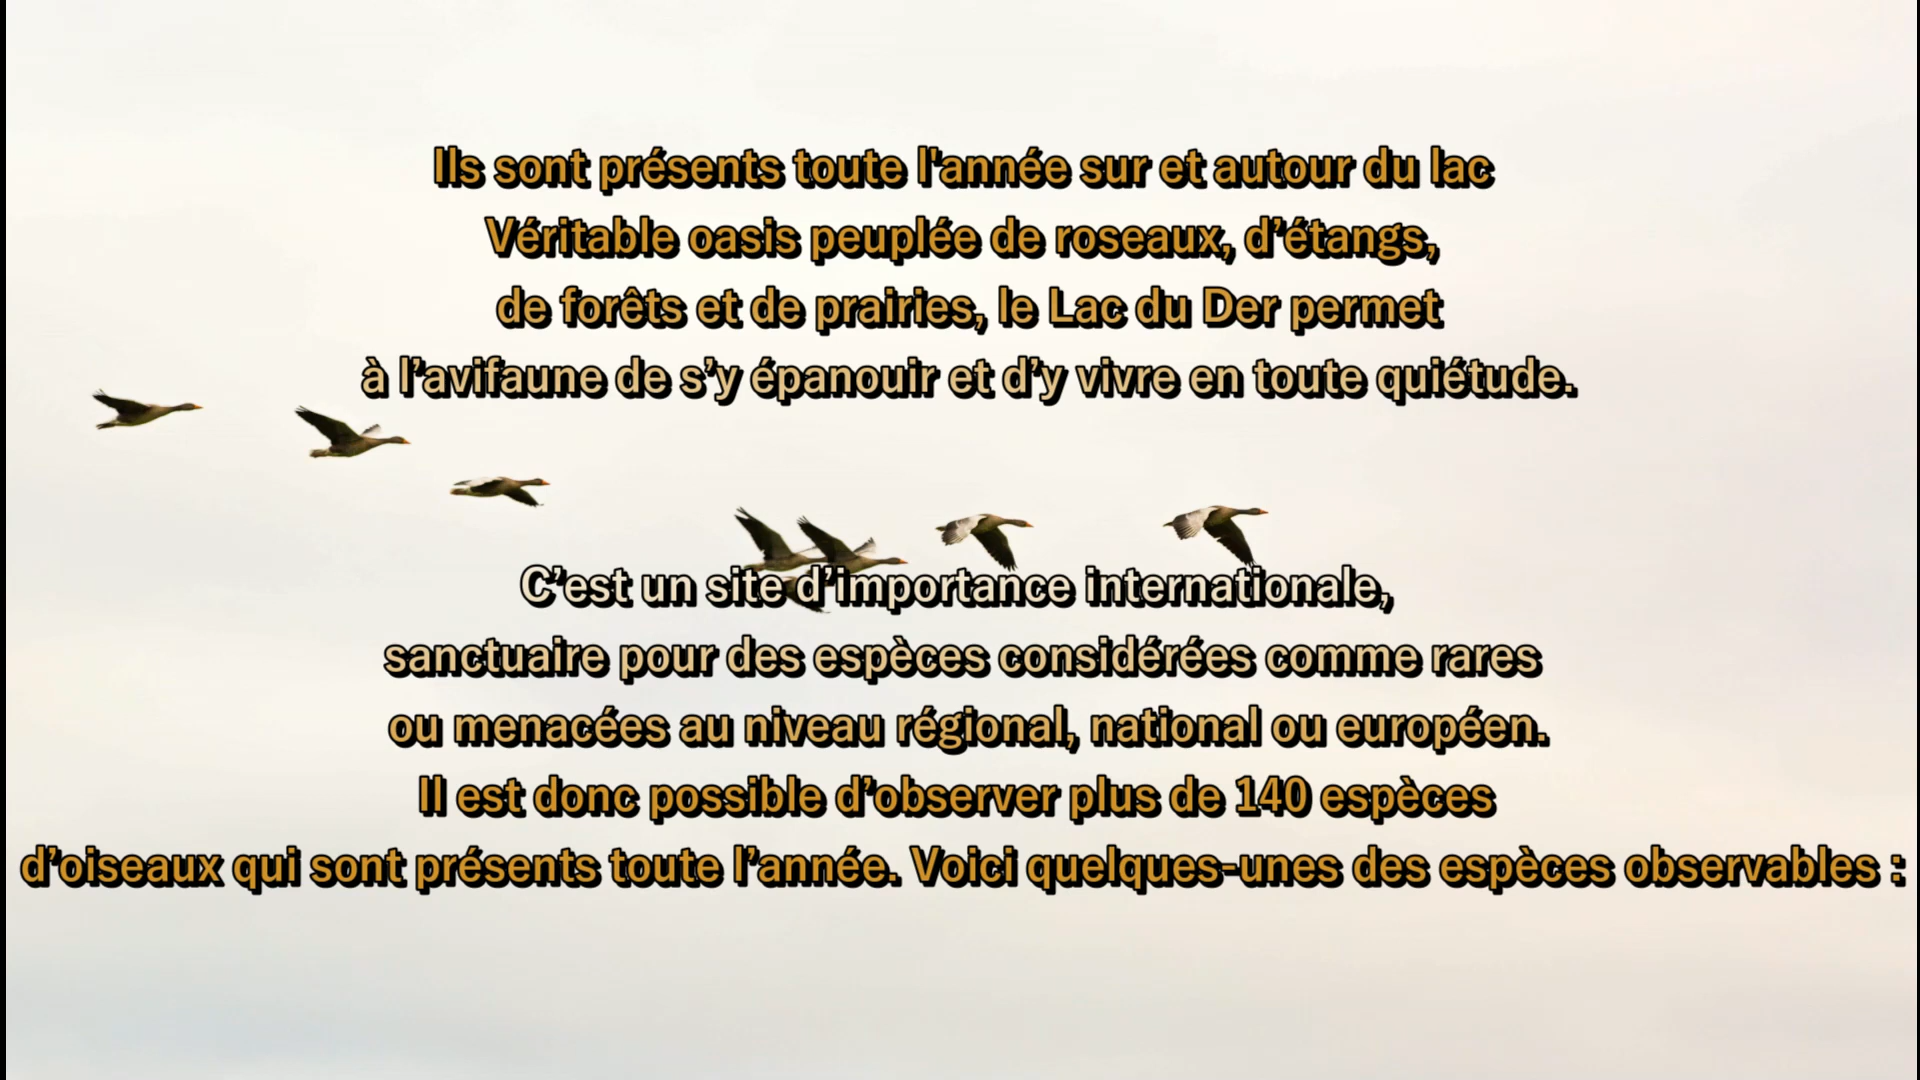 Ils sont présents toute l'année sur et autour du lac
Véritable oasis peuplée de roseaux, d’étangs,
de forêts et de prairies, le Lac du Der permet
à l’avifaune de s’y épanouir et d’y vivre en toute quiétude.
C’est un site d’importance internationale,
sanctuaire pour des espèces considérées comme rares
ou menacées au niveau régional, national ou européen.
Il est donc possible d’observer plus de 140 espèces
d’oiseaux qui sont présents toute l’année. Voici quelques-unes des espèces observables :